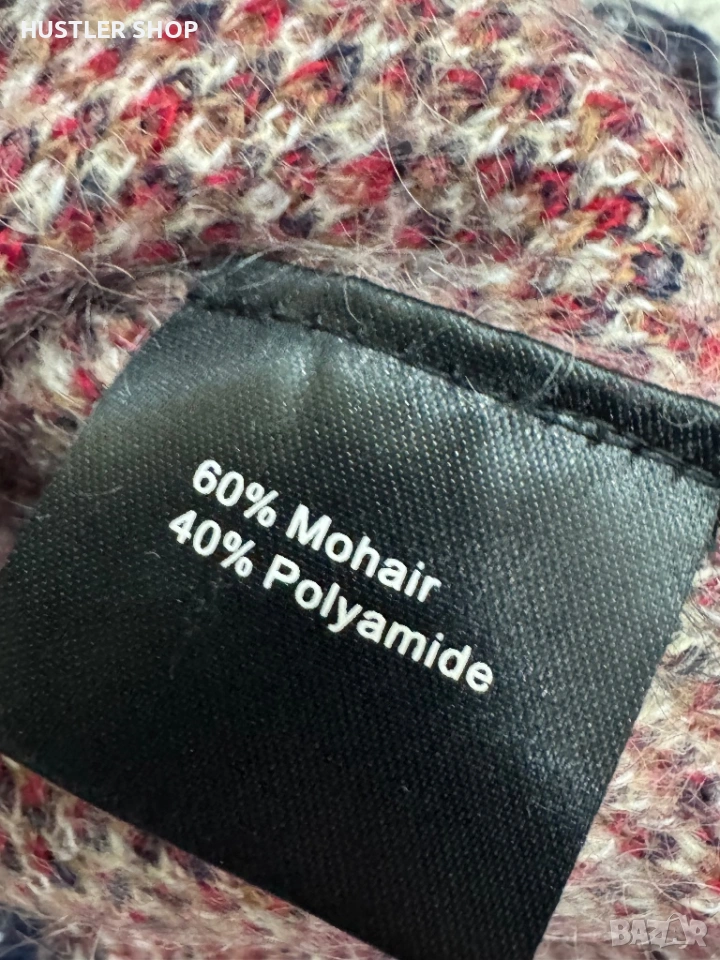 HUSTLER SHOP
60% Mohair
40% Polyamide
BAZAR